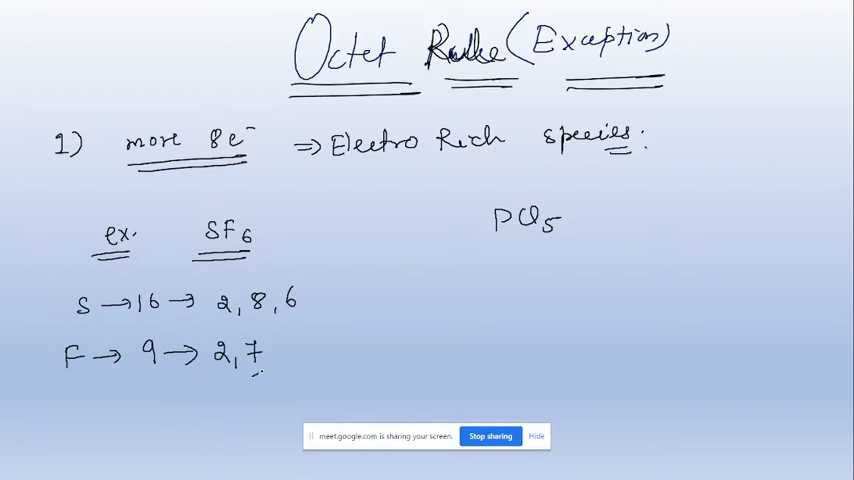 Octet Rule (Exception)
1) more 8e⁻ ⇒ Electro Rich species:
ex. SF₆ PCl₅
S → 16 → 2, 8, 6
F → 9 → 2, 7
meet.google.com is sharing your screen. Stop sharing Hide